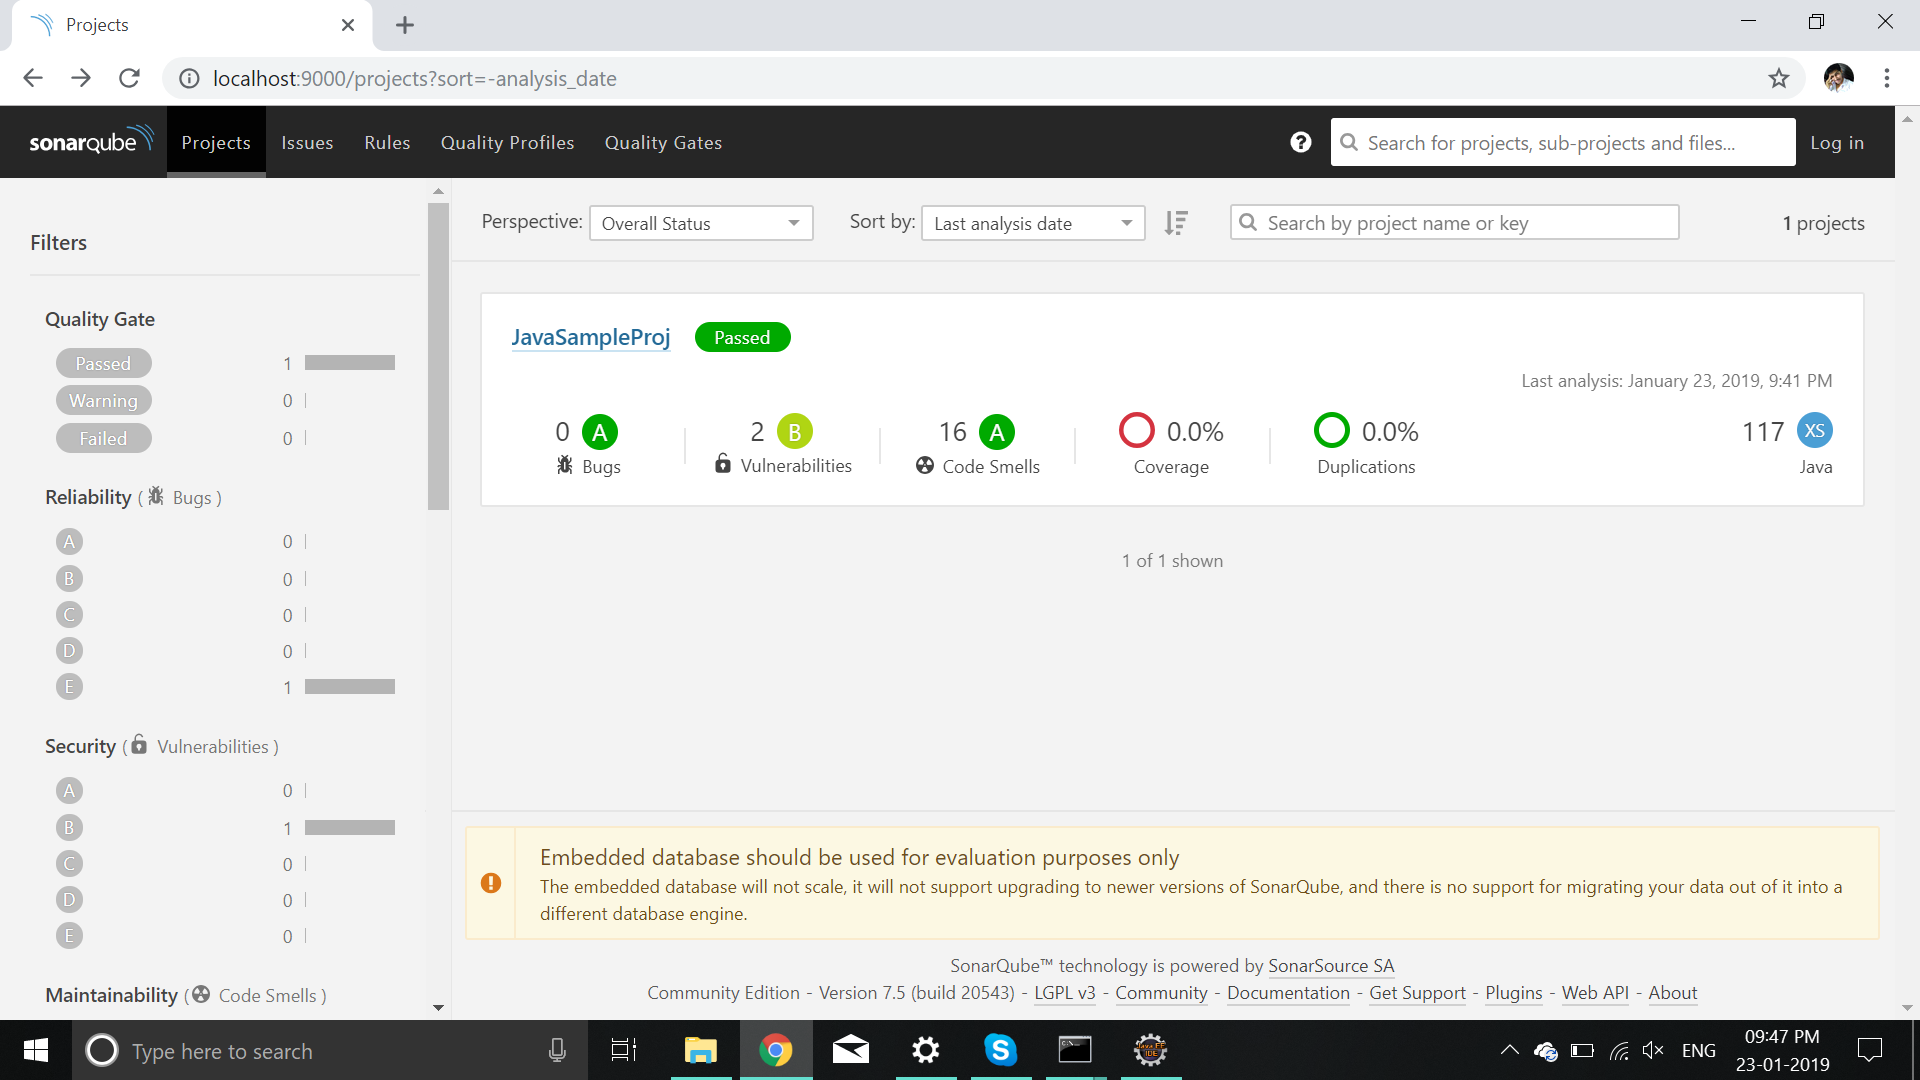 Projects
localhost:9000/projects?sort=-analysis_date
sonarqube Projects Issues Rules Quality Profiles Quality Gates ? Search for projects, sub-projects and files... Log in
Filters
Quality Gate
Passed 1
Warning 0
Failed 0
Reliability ( Bugs )
A 0
B 0
C 0
D 0
E 1
Security ( Vulnerabilities )
A 0
B 1
C 0
D 0
E 0
Maintainability ( Code Smells )
Perspective: Overall Status Sort by: Last analysis date Search by project name or key 1 projects
JavaSampleProj Passed
Last analysis: January 23, 2019, 9:41 PM
0 A 2 B 16 A 0.0% 0.0% 117 XS
Bugs Vulnerabilities Code Smells Coverage Duplications Java
1 of 1 shown
Embedded database should be used for evaluation purposes only
The embedded database will not scale, it will not support upgrading to newer versions of SonarQube, and there is no support for migrating your data out of it into a
different database engine.
SonarQube™ technology is powered by SonarSource SA
Community Edition - Version 7.5 (build 20543) - LGPL v3 - Community - Documentation - Get Support - Plugins - Web API - About
Type here to search
ENG
09:47 PM
23-01-2019